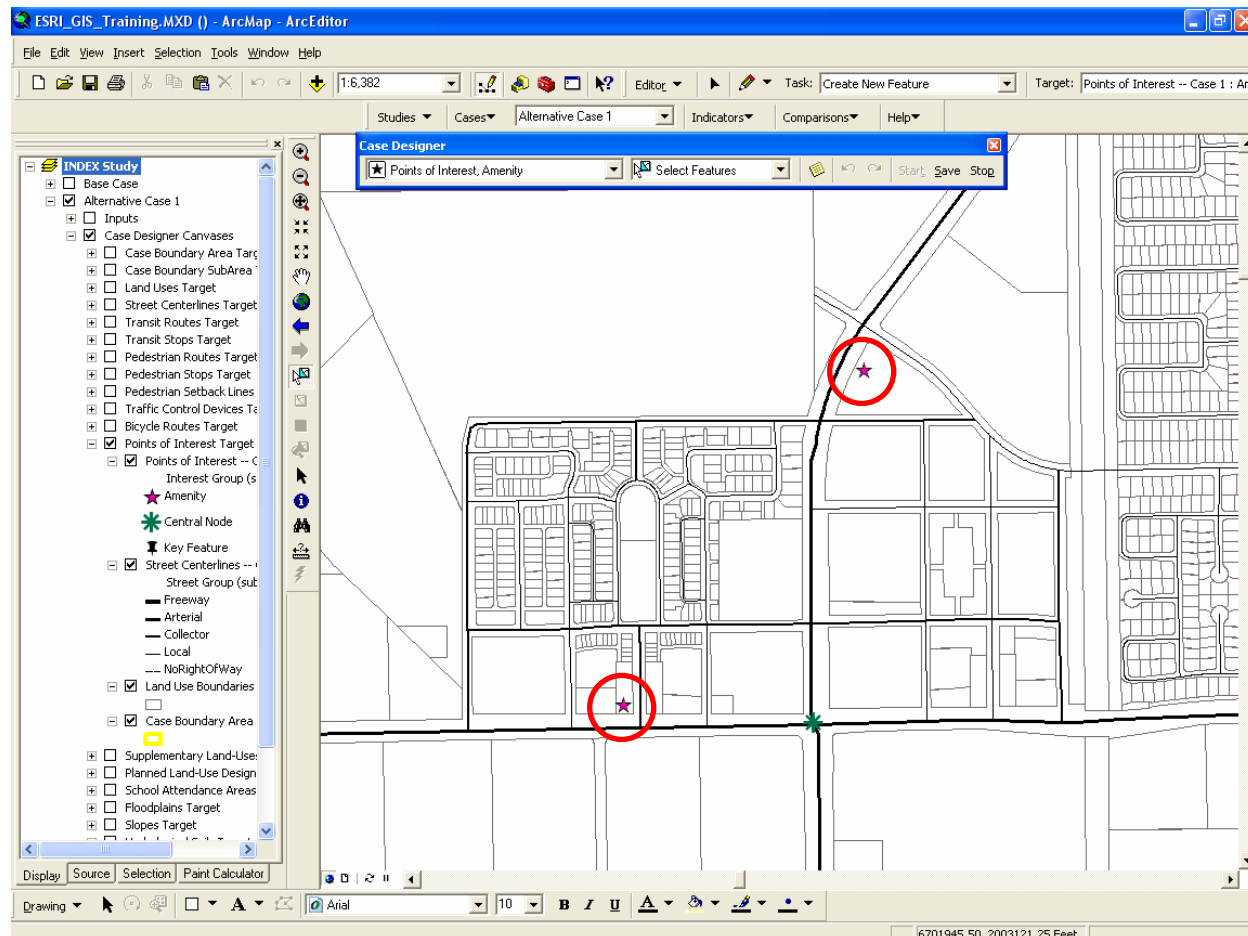 ESRI_GIS_Training.MXD () - ArcMap - ArcEditor
File Edit View Insert Selection Tools Window Help
1:6,382 Editor Task: Create New Feature Target: Points of Interest -- Case 1 : Ar
Studies Cases Alternative Case 1 Indicators Comparisons Help
Case Designer
Points of Interest, Amenity Select Features Start Save Stop
INDEX Study
Base Case
Alternative Case 1
Inputs
Case Designer Canvases
Case Boundary Area Targ
Case Boundary SubArea
Land Uses Target
Street Centerlines Target
Transit Routes Target
Transit Stops Target
Pedestrian Routes Target
Pedestrian Stops Target
Pedestrian Setback Lines
Traffic Control Devices Ta
Bicycle Routes Target
Points of Interest Target
Points of Interest -- C
Interest Group (s
Amenity
Central Node
Key Feature
Street Centerlines --
Street Group (sub
Freeway
Arterial
Collector
Local
NoRightOfWay
Land Use Boundaries
Case Boundary Area
Supplementary Land-Use
Planned Land-Use Design
School Attendance Areas
Floodplains Target
Slopes Target
Display Source Selection Paint Calculator
Drawing A Arial 10 B I U A
6701945.50 2003121.25 Feet